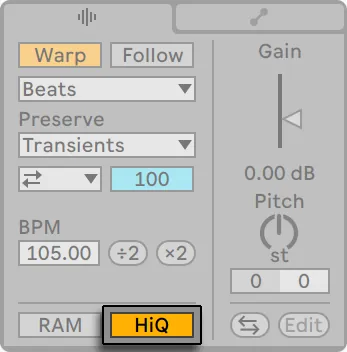 Warp Follow
Beats
Preserve
Transients
100
BPM
105.00 ÷2 ×2
RAM HiQ
Gain
0.00 dB
Pitch
st
0 0
Edit